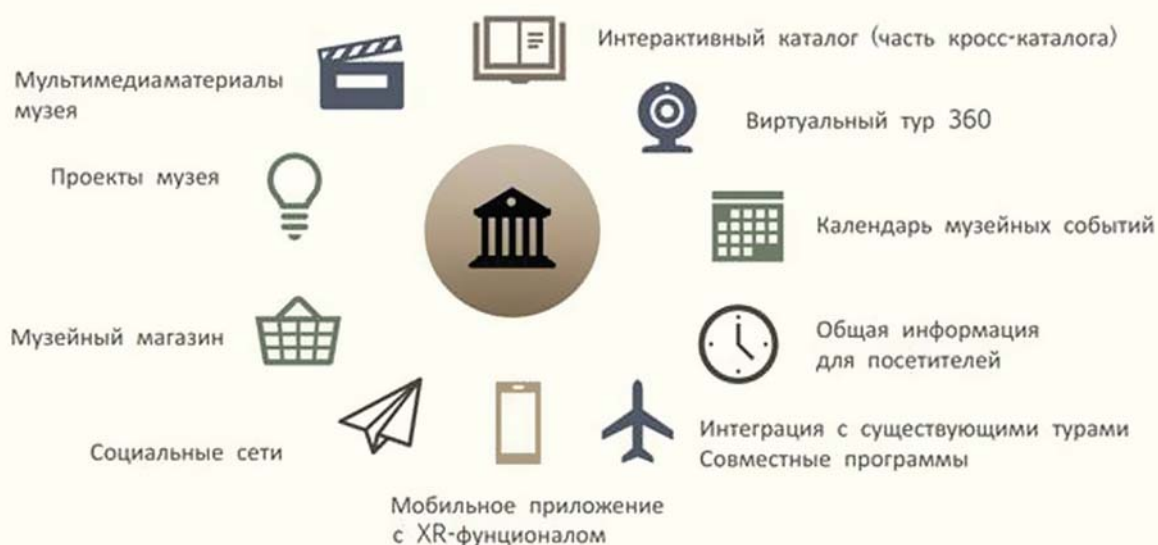 Интерактивный каталог (часть кросс-каталога)
Виртуальный тур 360
Календарь музейных событий
Общая информация
для посетителей
Интеграция с существующими турами
Совместные программы
Мобильное приложение
с XR-фунционалом
Социальные сети
Музейный магазин
Проекты музея
Мультимедиаматериалы
музея